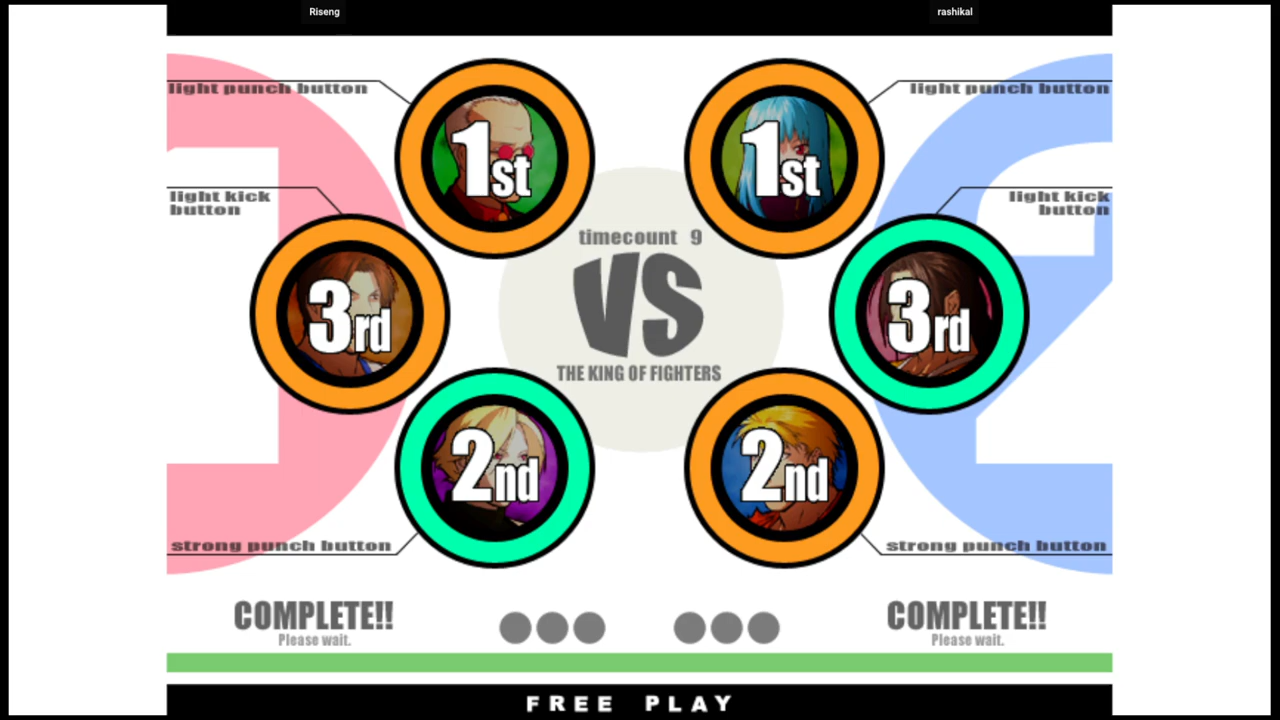 Riseng
rashikal
light punch button
light punch button
1st
1st
light kick
button
light kick
button
timecount 9
VS
3rd
3rd
THE KING OF FIGHTERS
2nd
2nd
strong punch button
strong punch button
COMPLETE!!
Please wait.
COMPLETE!!
Please wait.
FREE PLAY